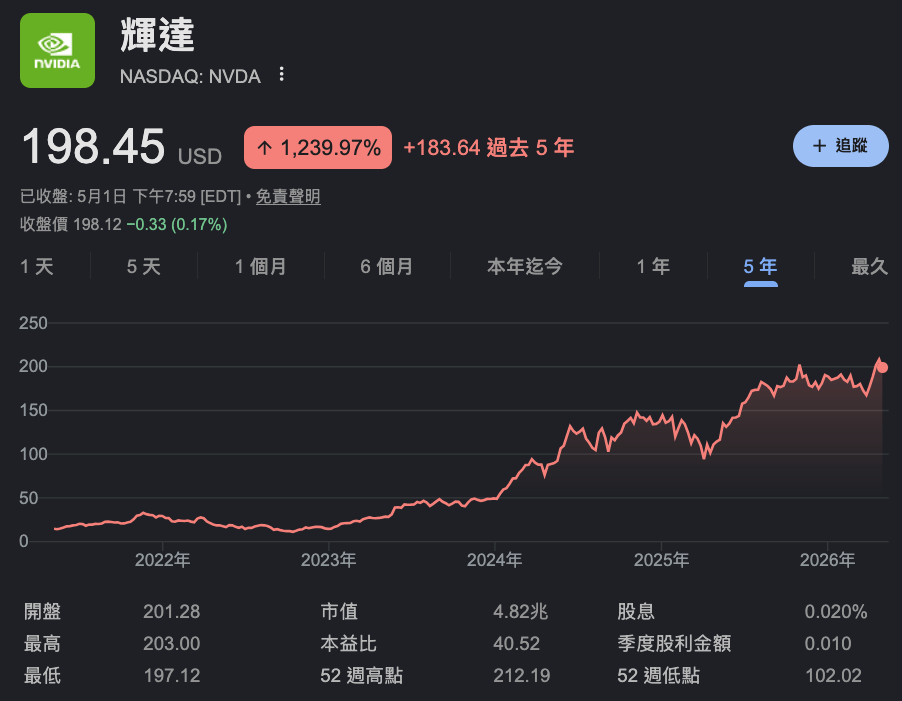 NVIDIA
輝達
NASDAQ: NVDA
198.45 USD ↑ 1,239.97% +183.64 過去 5 年
+ 追蹤
已收盤: 5月1日 下午7:59 [EDT] • 免責聲明
收盤價 198.12 −0.33 (0.17%)
1 天 5 天 1 個月 6 個月 本年迄今 1 年 5 年 最久
250
200
150
100
50
0
2022年 2023年 2024年 2025年 2026年
開盤 201.28 市值 4.82兆 股息 0.020%
最高 203.00 本益比 40.52 季度股利金額 0.010
最低 197.12 52 週高點 212.19 52 週低點 102.02